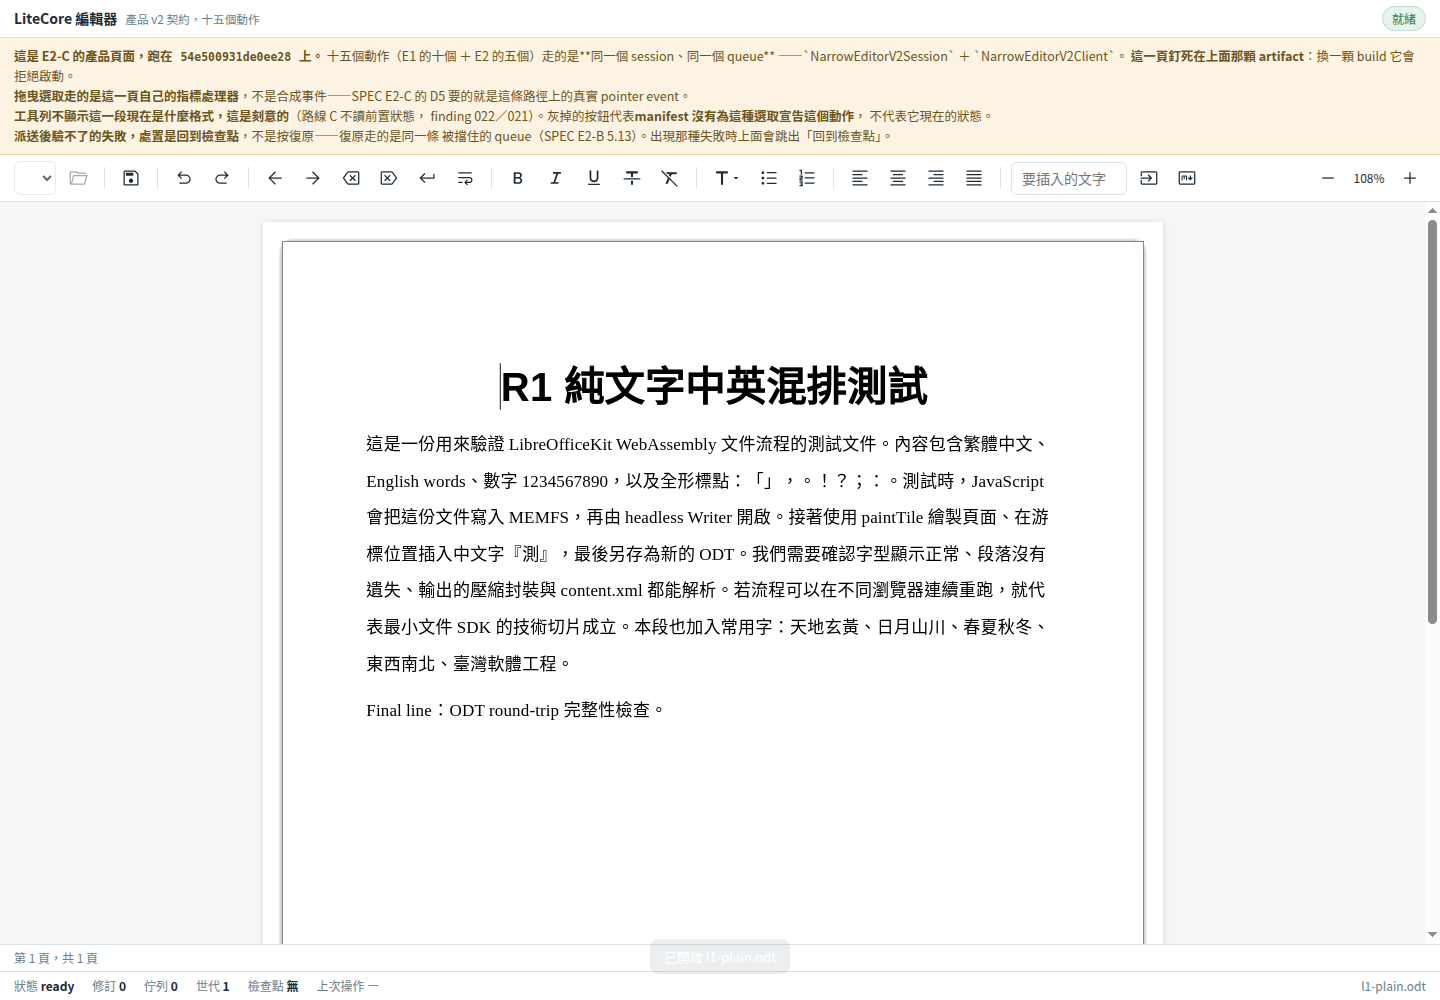 LiteCore 編輯器 產品 v2 契約，十五個動作 就緒
這是 E2-C 的產品頁面，跑在 54e500931de0ee28 上。 十五個動作（E1 的十個 ＋ E2 的五個）走的是**同一個 session、同一個 queue** ——`NarrowEditorV2Session` ＋ `NarrowEditorV2Client`。 這一頁釘死在上面那顆 artifact：換一顆 build 它會
拒絕啟動。
拖曳選取走的是這一頁自己的指標處理器，不是合成事件——SPEC E2-C 的 D5 要的就是這條路徑上的真實 pointer event。
工具列不顯示這一段現在是什麼格式，這是刻意的（路線 C 不讀前置狀態， finding 022／021）。灰掉的按鈕代表manifest 沒有為這種選取宣告這個動作， 不代表它現在的狀態。
派送後驗不了的失敗，處置是回到檢查點，不是按復原——復原走的是同一條 被擋住的 queue（SPEC E2-B 5.13）。出現那種失敗時上面會跳出「回到檢查點」。
要插入的文字 108%
R1 純文字中英混排測試
這是一份用來驗證 LibreOfficeKit WebAssembly 文件流程的測試文件。內容包含繁體中文、
English words、數字 1234567890，以及全形標點：「」，。！？；：。測試時，JavaScript
會把這份文件寫入 MEMFS，再由 headless Writer 開啟。接著使用 paintTile 繪製頁面、在游
標位置插入中文字『測』，最後另存為新的 ODT。我們需要確認字型顯示正常、段落沒有
遺失、輸出的壓縮封裝與 content.xml 都能解析。若流程可以在不同瀏覽器連續重跑，就代
表最小文件 SDK 的技術切片成立。本段也加入常用字：天地玄黃、日月山川、春夏秋冬、
東西南北、臺灣軟體工程。
Final line：ODT round-trip 完整性檢查。
第 1 頁，共 1 頁
已開啟 l1-plain.odt
狀態 ready 修訂 0 佇列 0 世代 1 檢查點 無 上次操作 — l1-plain.odt